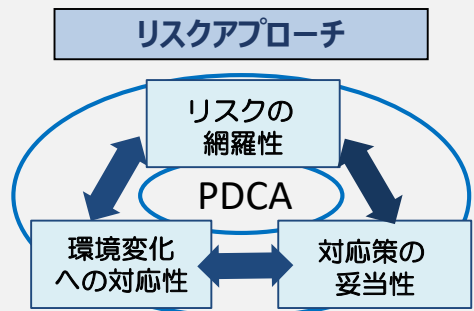 リスクアプローチ
リスクの
網羅性
PDCA
環境変化
への対応性
対応策の
妥当性